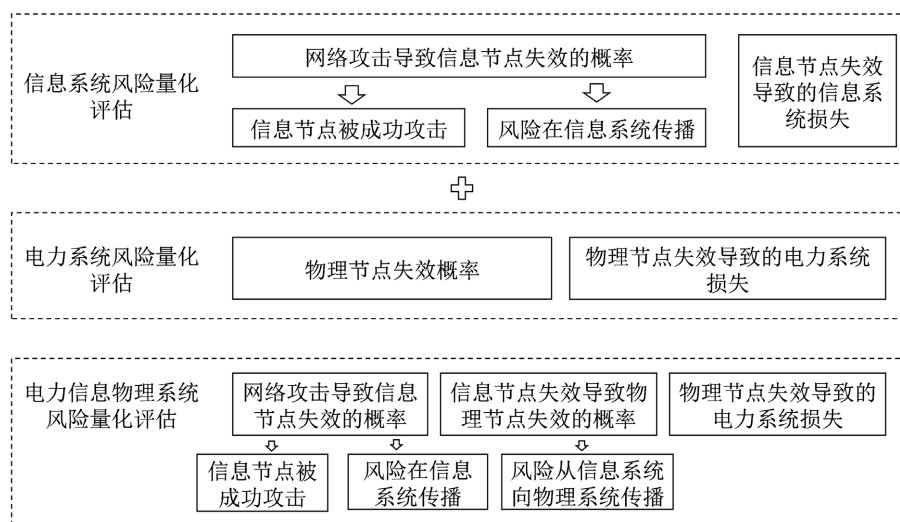 信息系统风险量化
评估
网络攻击导致信息节点失效的概率
信息节点被成功攻击
风险在信息系统传播
信息节点失效
导致的信息系
统损失
电力系统风险量化
评估
物理节点失效概率
物理节点失效导致的电力系统
损失
电力信息物理系统
风险量化评估
网络攻击导致信息
节点失效的概率
信息节点失效导致物
理节点失效的概率
物理节点失效导致的
电力系统损失
信息节点被
成功攻击
风险在信息
系统传播
风险从信息系统
向物理系统传播